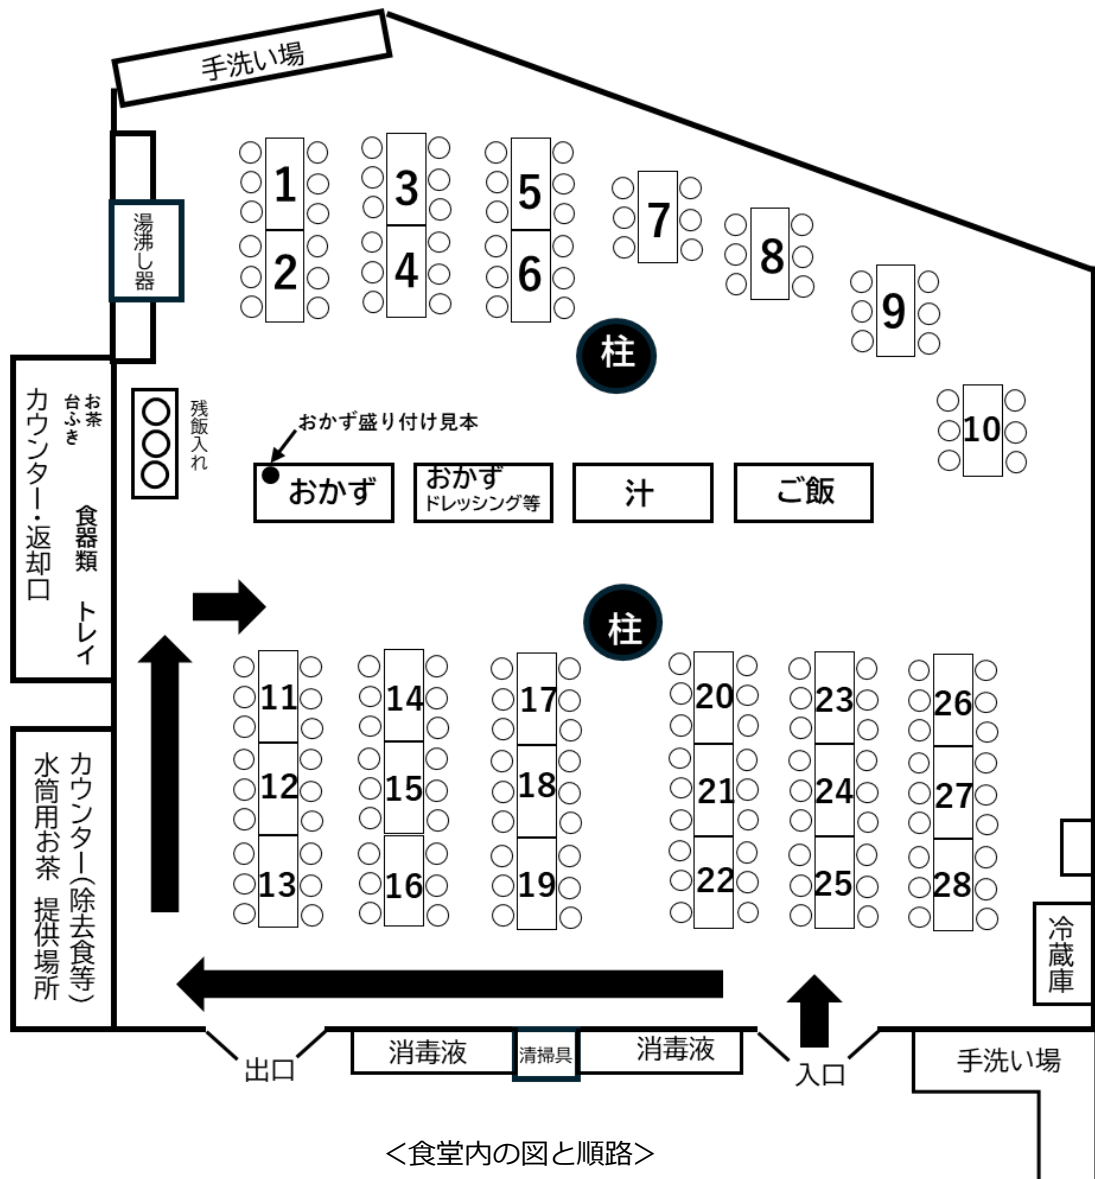 手洗い場
1
3
5
7
8
湯沸し器
2
4
6
9
柱
カウンター・返却口
お茶
台ふき
食器類
トレイ
残飯入れ
おかず盛り付け見本
10
おかず
おかず
ドレッシング等
汁
ご飯
柱
11
14
17
20
23
26
12
15
18
21
24
27
13
16
19
22
25
28
カウンター(除去食等)
水筒用お茶 提供場所
冷蔵庫
出口
消毒液
清掃具
消毒液
入口
手洗い場
<食堂内の図と順路>